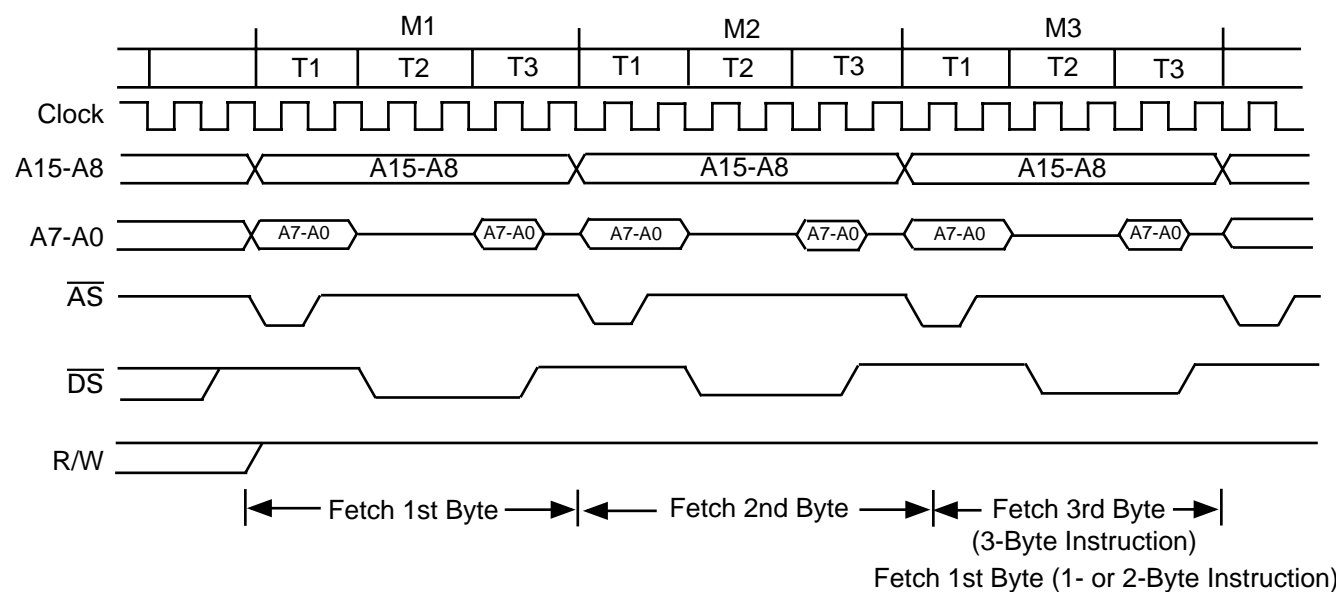 M1 M2 M3
T1 T2 T3 T1 T2 T3 T1 T2 T3
Clock
A15-A8 A15-A8 A15-A8 A15-A8
A7-A0 A7-A0 A7-A0 A7-A0 A7-A0 A7-A0 A7-A0
AS
DS
R/W
Fetch 1st Byte Fetch 2nd Byte Fetch 3rd Byte
(3-Byte Instruction)
Fetch 1st Byte (1- or 2-Byte Instruction)